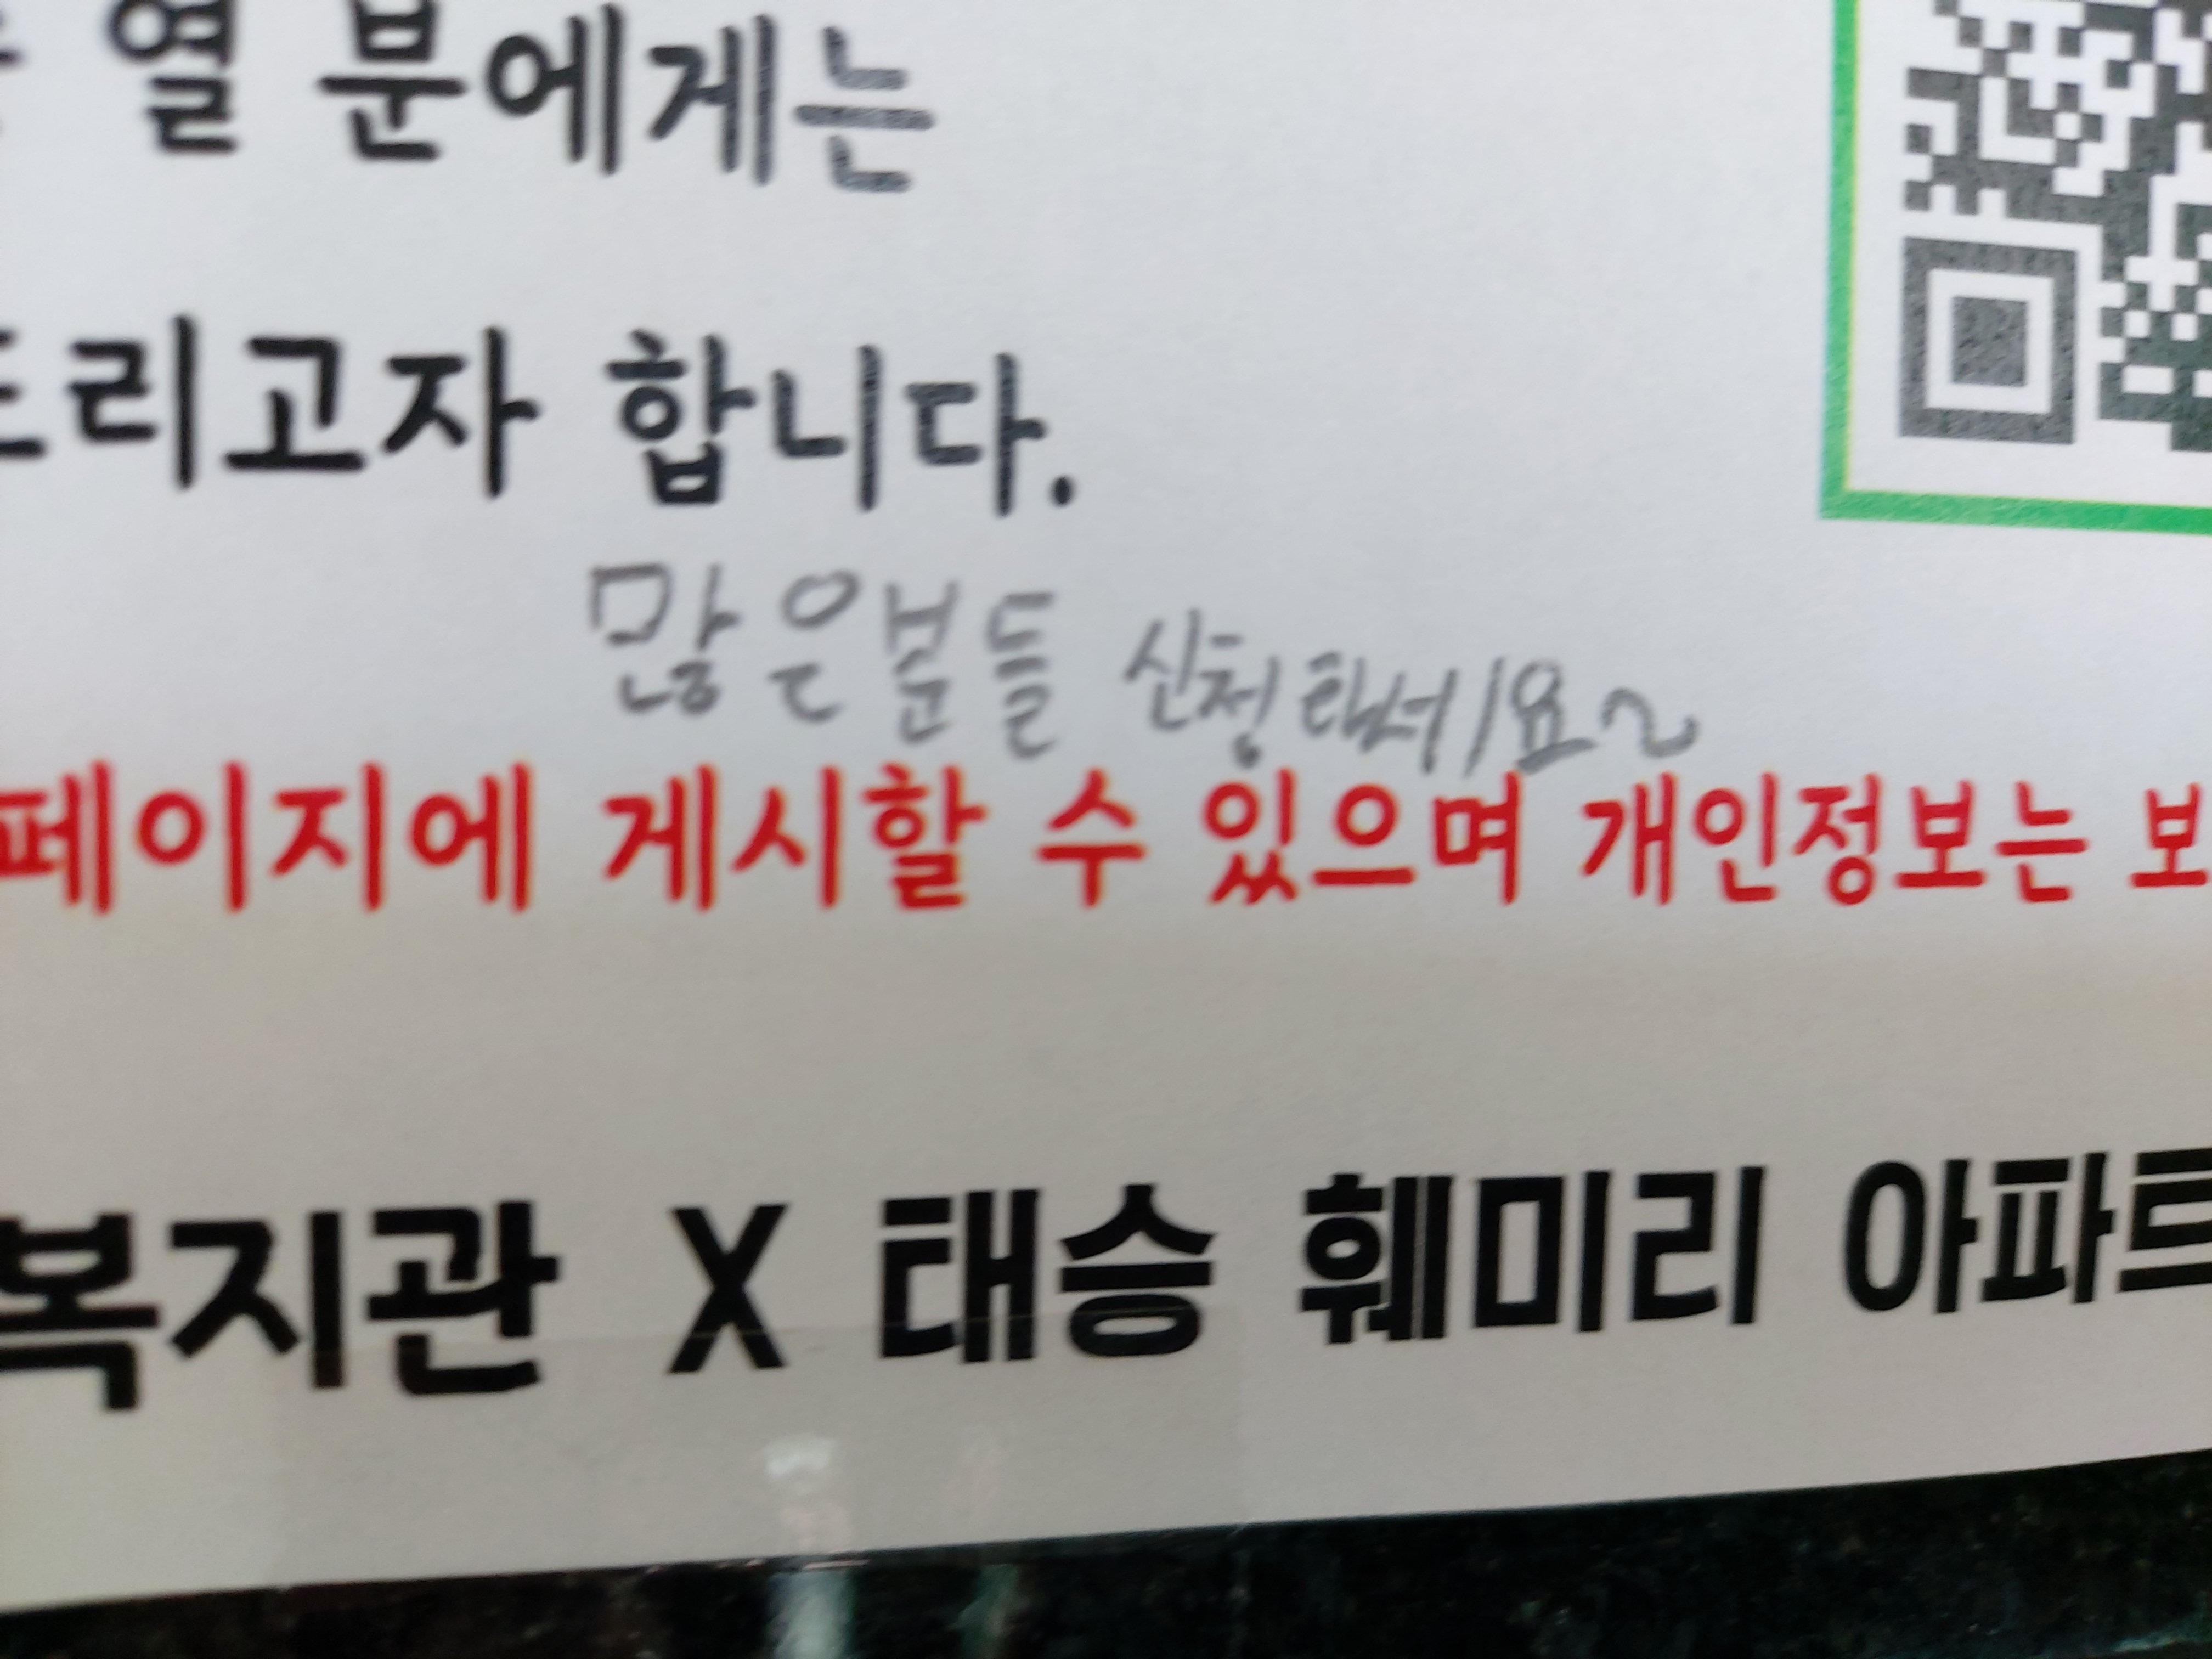 열 분에게는
드리고자 합니다.
많은분들 신청하세요~
페이지에 게시할 수 있으며 개인정보는 보
복지관 X 태승 훼미리 아파트